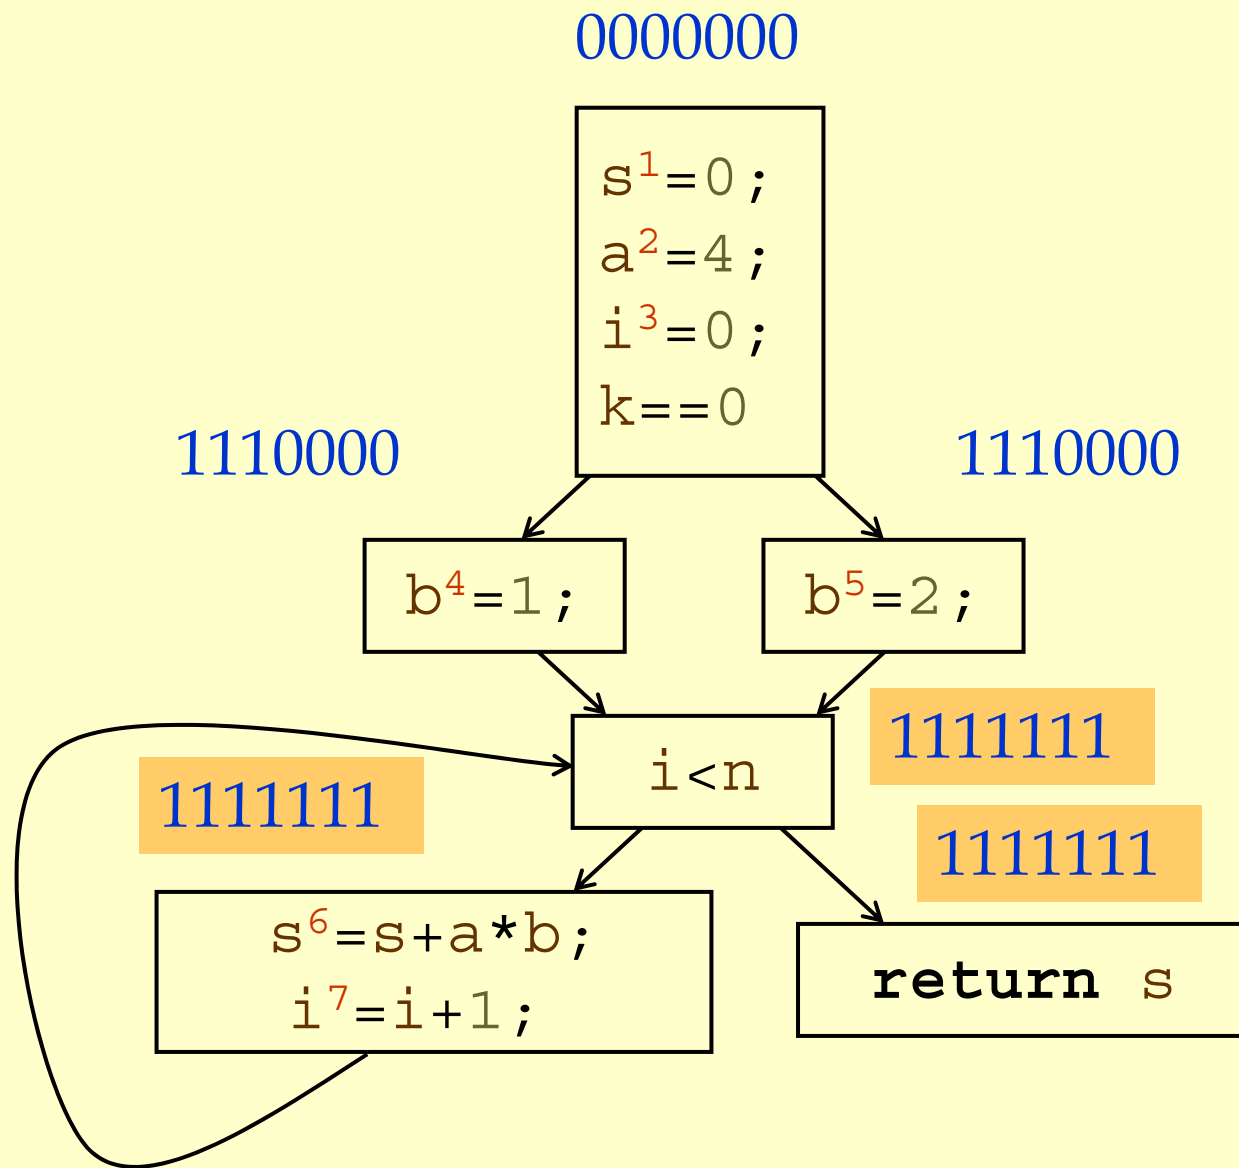 0000000
s¹=0;
a²=4;
i³=0;
k==0
1110000
1110000
b⁴=1;
b⁵=2;
1111111
i<n
1111111
1111111
s⁶=s+a*b;
i⁷=i+1;
return s